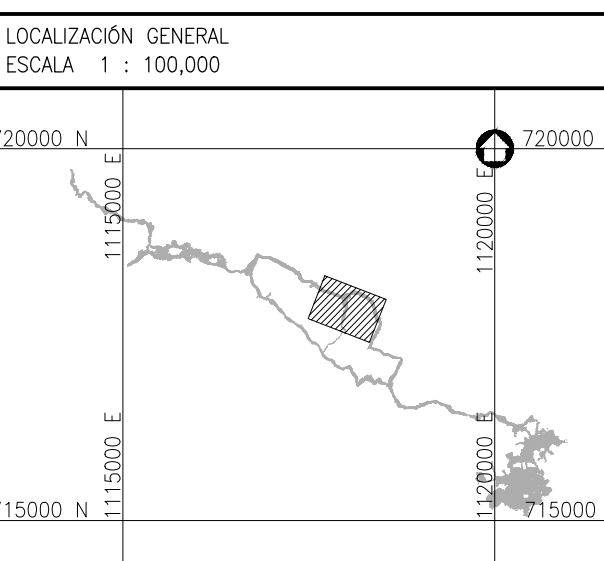 LOCALIZACIÓN GENERAL
ESCALA 1 : 100,000
720000 N
720000
1115000 E
1120000 E
1115000 E
1120000 E
715000 N
715000